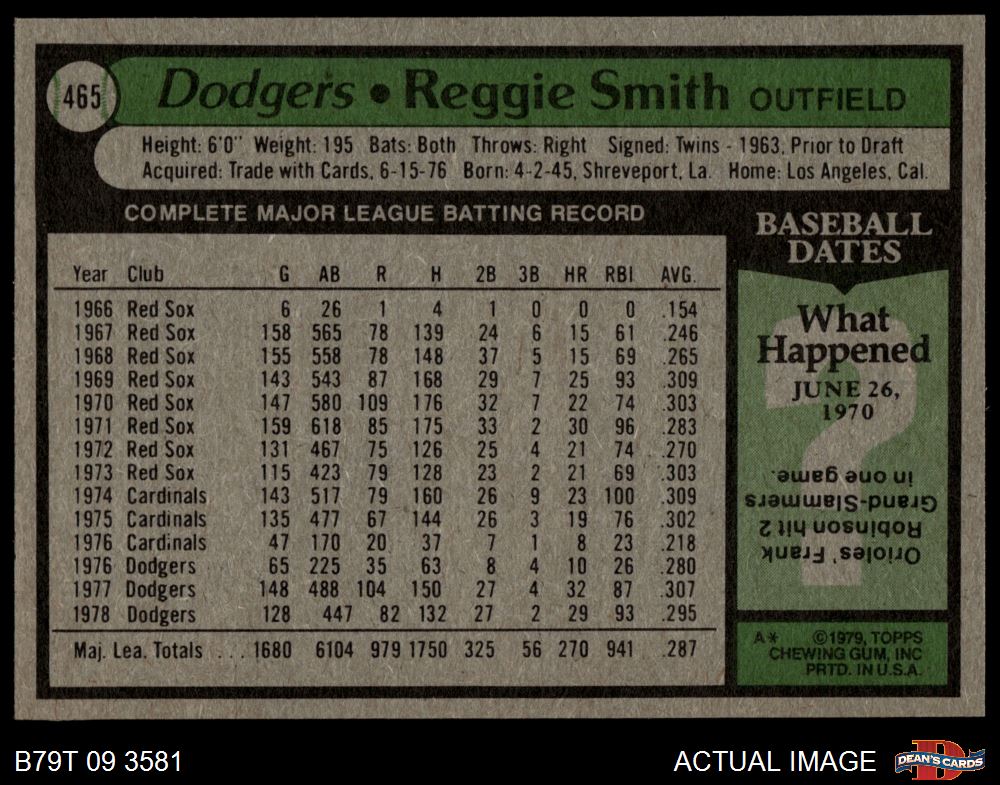 465
Dodgers • Reggie Smith OUTFIELD
Height: 6'0" Weight: 195 Bats: Both Throws: Right Signed: Twins - 1963, Prior to Draft
Acquired: Trade with Cards, 6-15-76 Born: 4-2-45, Shreveport, La. Home: Los Angeles, Cal.
COMPLETE MAJOR LEAGUE BATTING RECORD
Year Club G AB R H 2B 3B HR RBI AVG.
1966 Red Sox 6 26 1 4 1 0 0 0 .154
1967 Red Sox 158 565 78 139 24 6 15 61 .246
1968 Red Sox 155 558 78 148 37 5 15 69 .265
1969 Red Sox 143 543 87 168 29 7 25 93 .309
1970 Red Sox 147 580 109 176 32 7 22 74 .303
1971 Red Sox 159 618 85 175 33 2 30 96 .283
1972 Red Sox 131 467 75 126 25 4 21 74 .270
1973 Red Sox 115 423 79 128 23 2 21 69 .303
1974 Cardinals 143 517 79 160 26 9 23 100 .309
1975 Cardinals 135 477 67 144 26 3 19 76 .302
1976 Cardinals 47 170 20 37 7 1 8 23 .218
1976 Dodgers 65 225 35 63 8 4 10 26 .280
1977 Dodgers 148 488 104 150 27 4 32 87 .307
1978 Dodgers 128 447 82 132 27 2 29 93 .295
Maj. Lea. Totals . . . 1680 6104 979 1750 325 56 270 941 .287
BASEBALL
DATES
What
Happened
JUNE 26,
1970
?
Orioles' Frank
Robinson hit 2
Grand-Slammers
in one game.
A* ©1979, TOPPS
CHEWING GUM, INC
PRTD. IN U.S.A.
B79T 09 3581
ACTUAL IMAGE
D
DEAN'S CARDS